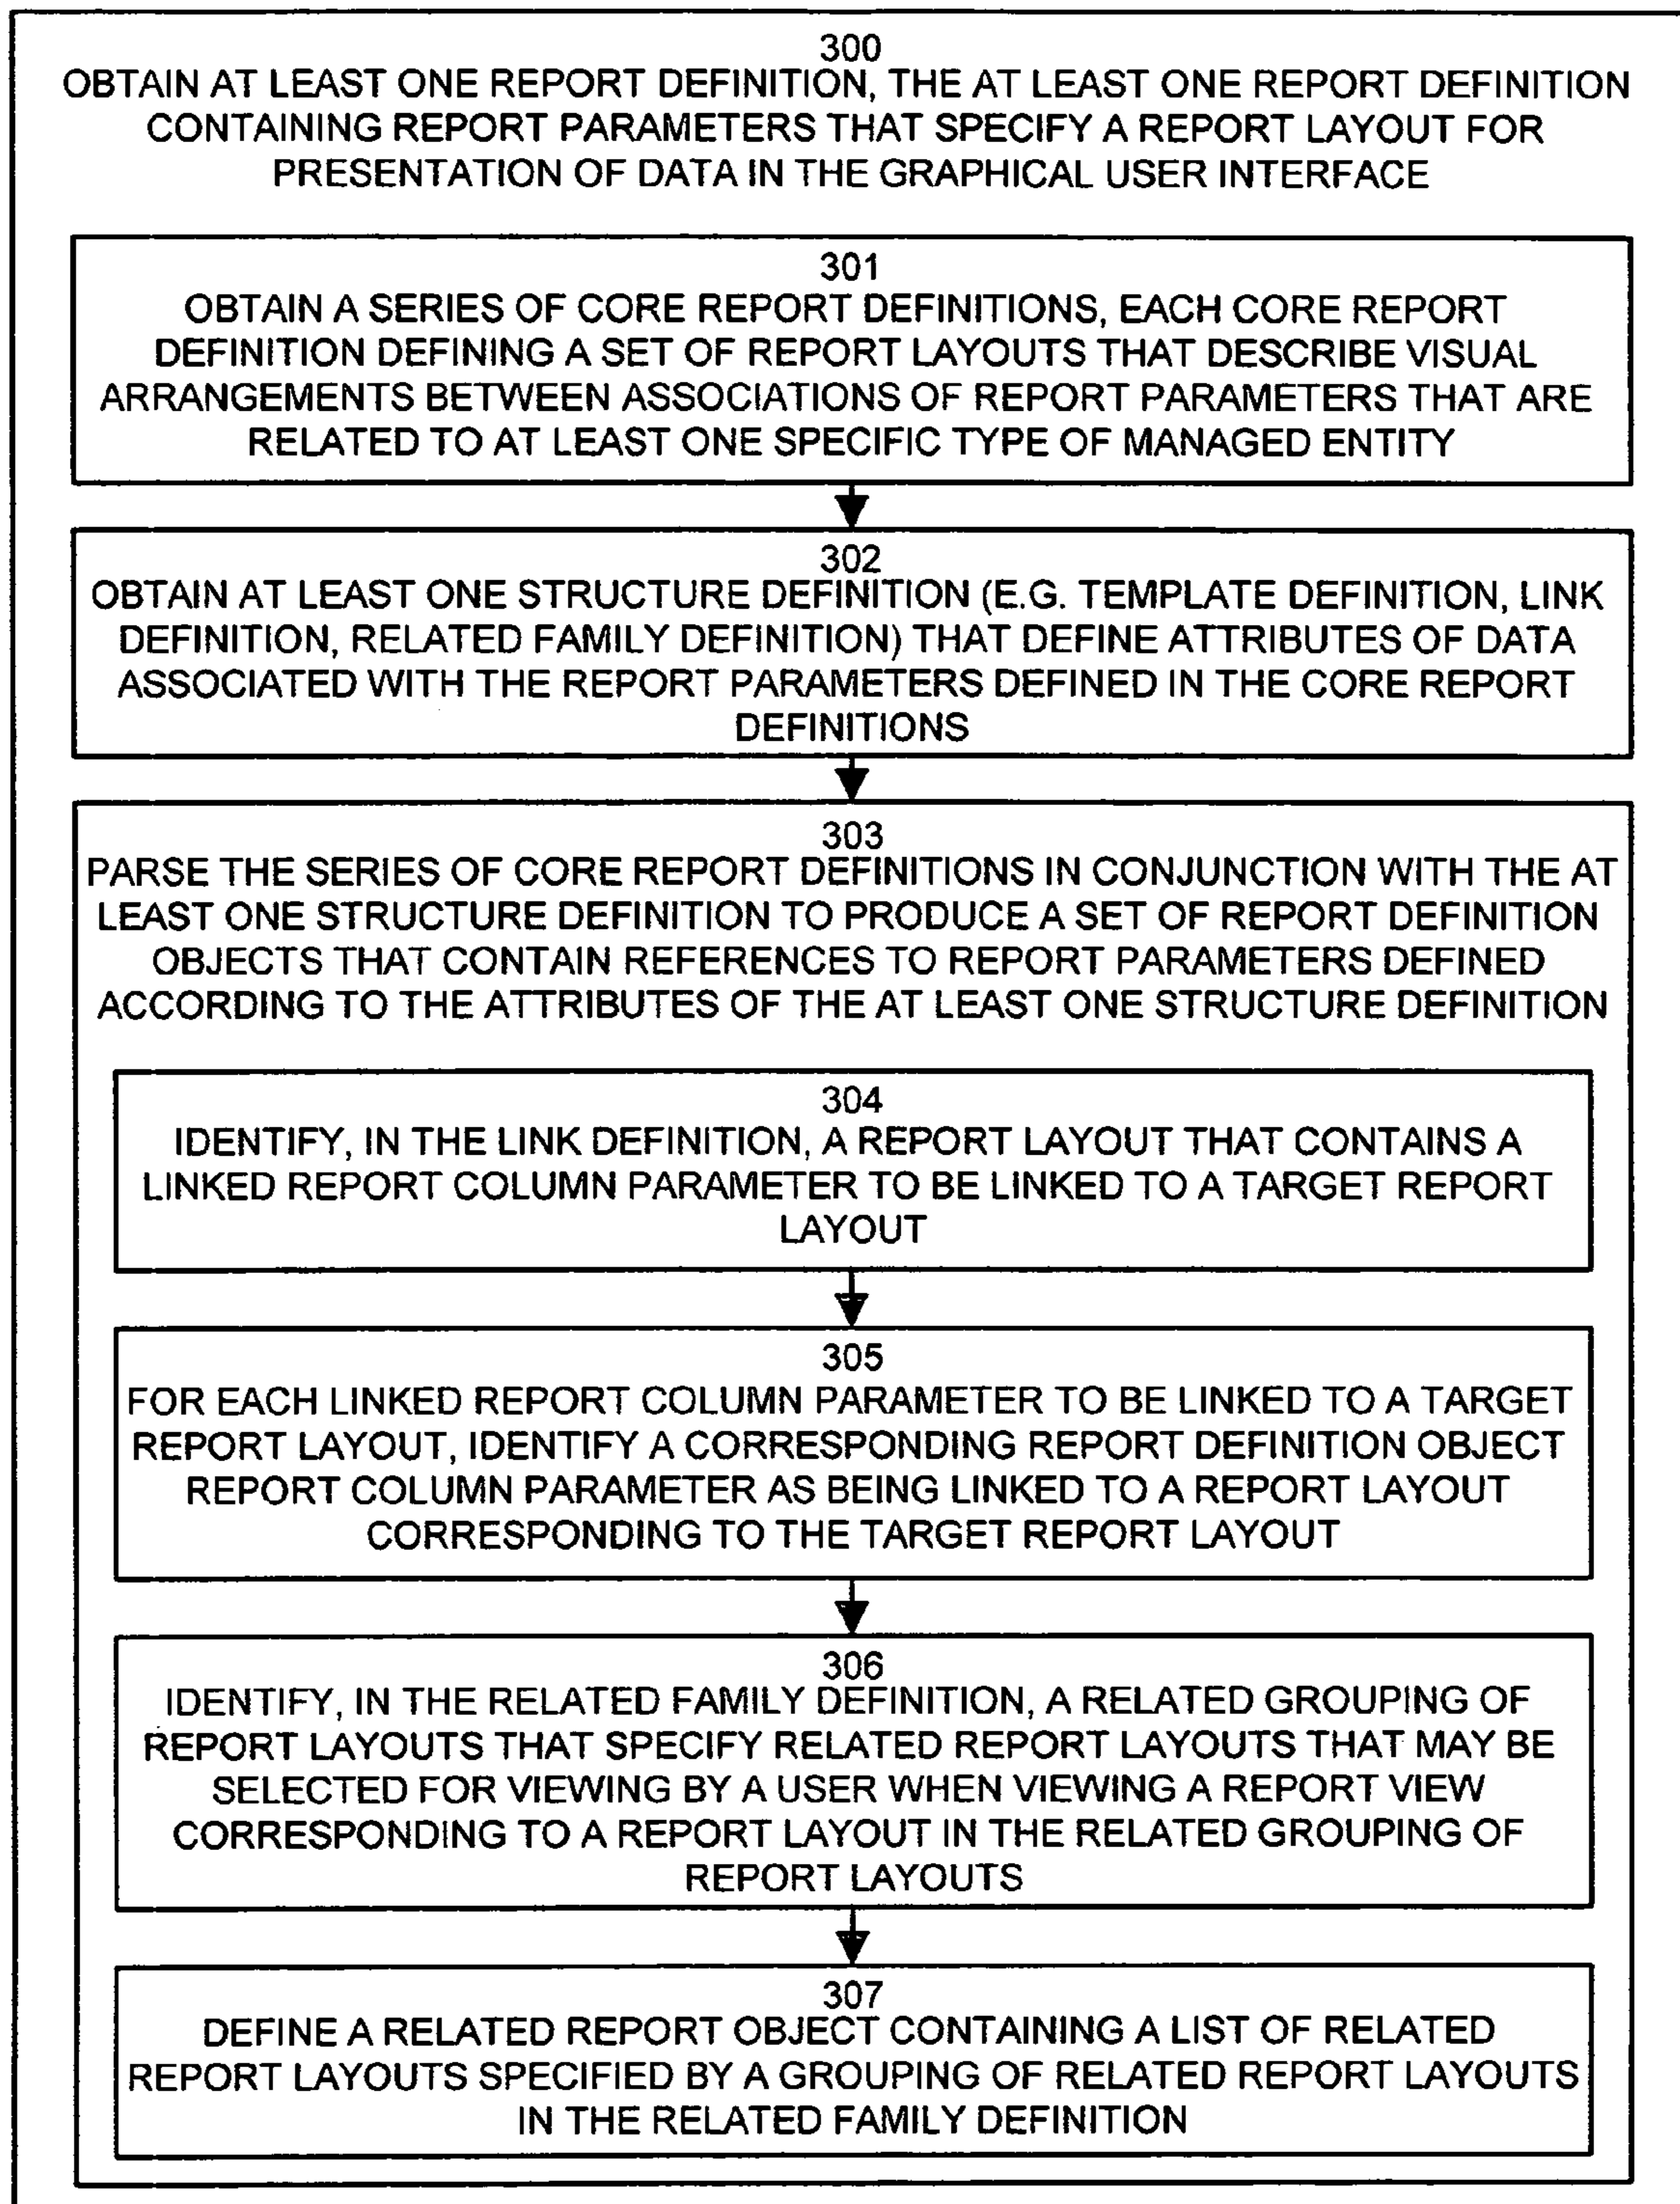 300
OBTAIN AT LEAST ONE REPORT DEFINITION, THE AT LEAST ONE REPORT DEFINITION
CONTAINING REPORT PARAMETERS THAT SPECIFY A REPORT LAYOUT FOR
PRESENTATION OF DATA IN THE GRAPHICAL USER INTERFACE
301
OBTAIN A SERIES OF CORE REPORT DEFINITIONS, EACH CORE REPORT
DEFINITION DEFINING A SET OF REPORT LAYOUTS THAT DESCRIBE VISUAL
ARRANGEMENTS BETWEEN ASSOCIATIONS OF REPORT PARAMETERS THAT ARE
RELATED TO AT LEAST ONE SPECIFIC TYPE OF MANAGED ENTITY
302
OBTAIN AT LEAST ONE STRUCTURE DEFINITION (E.G. TEMPLATE DEFINITION, LINK
DEFINITION, RELATED FAMILY DEFINITION) THAT DEFINE ATTRIBUTES OF DATA
ASSOCIATED WITH THE REPORT PARAMETERS DEFINED IN THE CORE REPORT
DEFINITIONS
303
PARSE THE SERIES OF CORE REPORT DEFINITIONS IN CONJUNCTION WITH THE AT
LEAST ONE STRUCTURE DEFINITION TO PRODUCE A SET OF REPORT DEFINITION
OBJECTS THAT CONTAIN REFERENCES TO REPORT PARAMETERS DEFINED
ACCORDING TO THE ATTRIBUTES OF THE AT LEAST ONE STRUCTURE DEFINITION
304
IDENTIFY, IN THE LINK DEFINITION, A REPORT LAYOUT THAT CONTAINS A
LINKED REPORT COLUMN PARAMETER TO BE LINKED TO A TARGET REPORT
LAYOUT
305
FOR EACH LINKED REPORT COLUMN PARAMETER TO BE LINKED TO A TARGET
REPORT LAYOUT, IDENTIFY A CORRESPONDING REPORT DEFINITION OBJECT
REPORT COLUMN PARAMETER AS BEING LINKED TO A REPORT LAYOUT
CORRESPONDING TO THE TARGET REPORT LAYOUT
306
IDENTIFY, IN THE RELATED FAMILY DEFINITION, A RELATED GROUPING OF
REPORT LAYOUTS THAT SPECIFY RELATED REPORT LAYOUTS THAT MAY BE
SELECTED FOR VIEWING BY A USER WHEN VIEWING A REPORT VIEW
CORRESPONDING TO A REPORT LAYOUT IN THE RELATED GROUPING OF
REPORT LAYOUTS
307
DEFINE A RELATED REPORT OBJECT CONTAINING A LIST OF RELATED
REPORT LAYOUTS SPECIFIED BY A GROUPING OF RELATED REPORT LAYOUTS
IN THE RELATED FAMILY DEFINITION